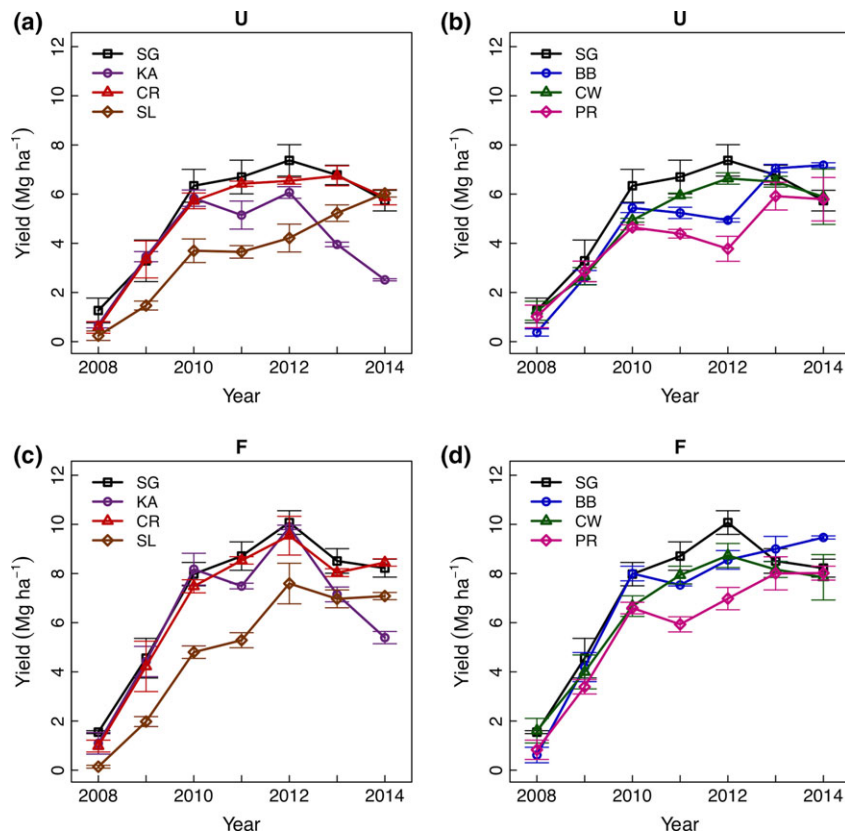 (a)
U
Yield (Mg ha⁻¹)
12
10
8
6
4
2
0
SG
KA
CR
SL
2008
2010
2012
2014
Year
(b)
U
Yield (Mg ha⁻¹)
12
10
8
6
4
2
0
SG
BB
CW
PR
2008
2010
2012
2014
Year
(c)
F
Yield (Mg ha⁻¹)
12
10
8
6
4
2
0
SG
KA
CR
SL
2008
2010
2012
2014
Year
(d)
F
Yield (Mg ha⁻¹)
12
10
8
6
4
2
0
SG
BB
CW
PR
2008
2010
2012
2014
Year